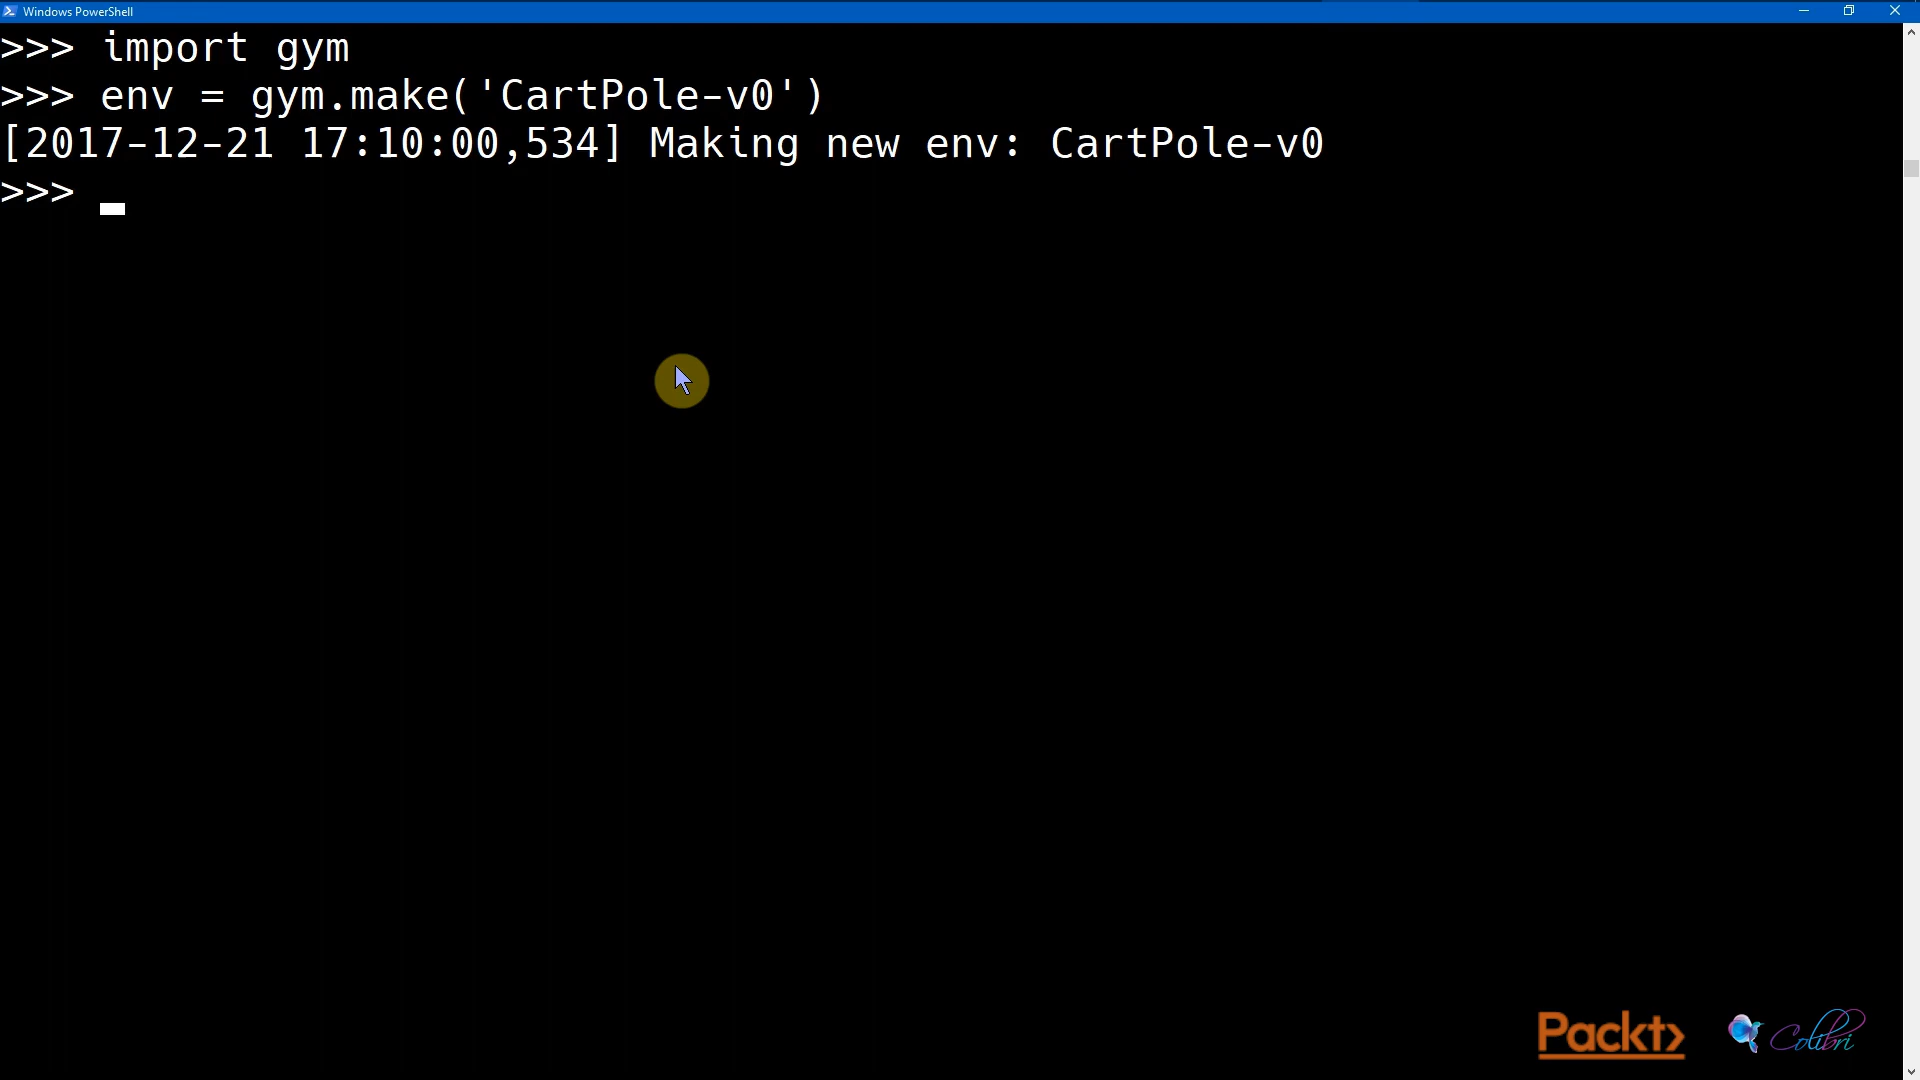 Windows PowerShell
>>> import gym
>>> env = gym.make('CartPole-v0')
[2017-12-21 17:10:00,534] Making new env: CartPole-v0
>>>
Packt>
Colibri